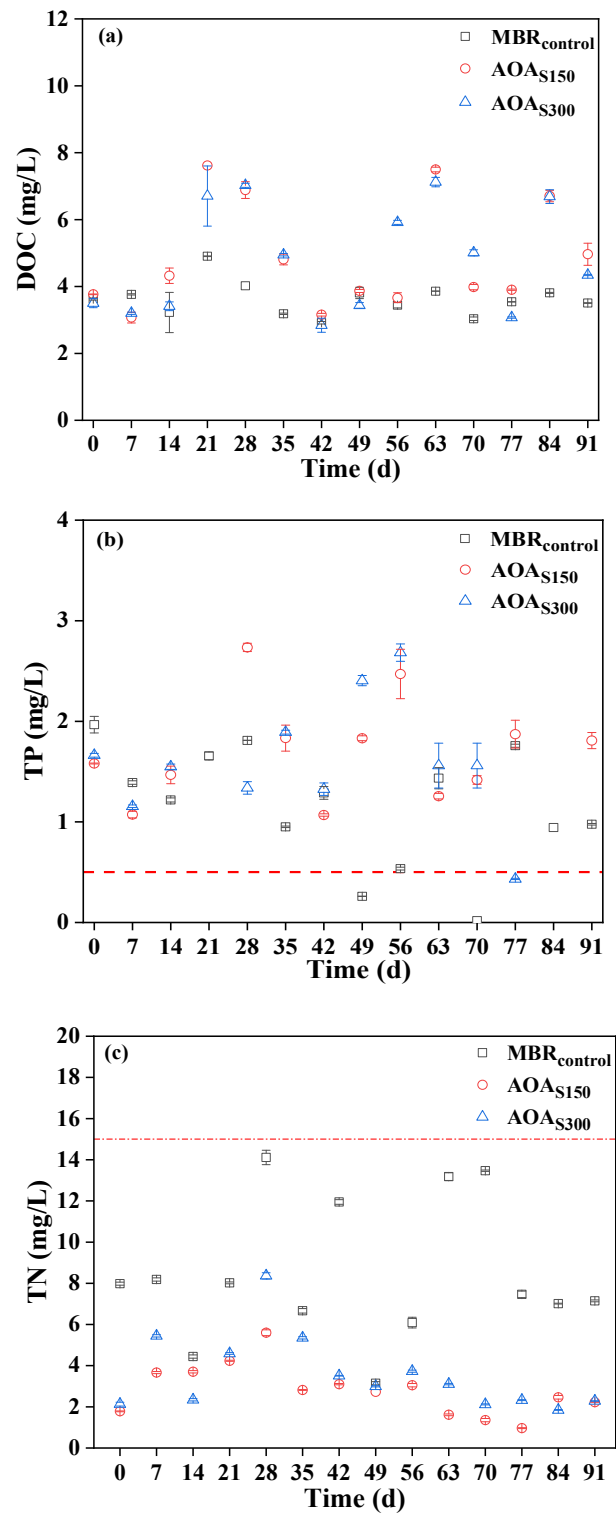 (a)
MBRcontrol
AOAS150
AOAS300
12
10
8
6
4
2
0
DOC (mg/L)
0 7 14 21 28 35 42 49 56 63 70 77 84 91
Time (d)
(b)
MBRcontrol
AOAS150
AOAS300
4
3
2
1
0
TP (mg/L)
0 7 14 21 28 35 42 49 56 63 70 77 84 91
Time (d)
(c)
MBRcontrol
AOAS150
AOAS300
20
18
16
14
12
10
8
6
4
2
0
TN (mg/L)
0 7 14 21 28 35 42 49 56 63 70 77 84 91
Time (d)